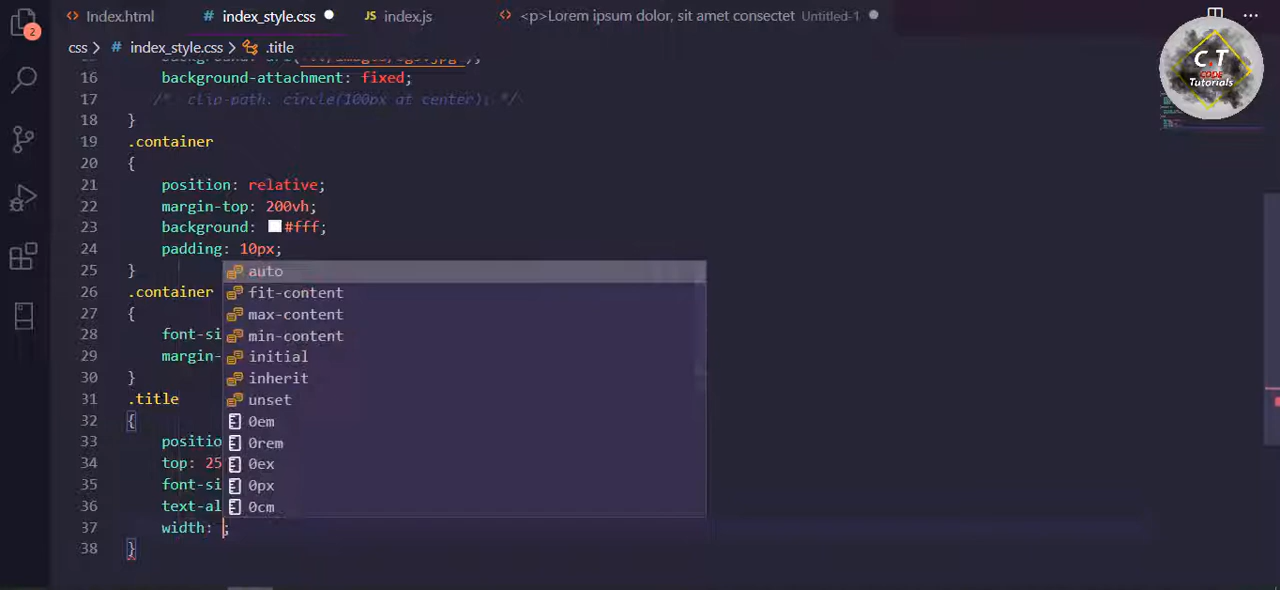 Index.html # index_style.css JS index.js <p>Lorem ipsum dolor, sit amet consectet Untitled-1
2
css > # index_style.css > .title
C.T
CODE
Tutorials
16 background-attachment: fixed;
17 /* clip-path: circle(100px at center); */
18 }
19 .container
20 {
21 position: relative;
22 margin-top: 200vh;
23 background: #fff;
24 padding: 10px;
25 }
auto
26 .container
fit-content
27 {
max-content
28 font-si
min-content
29 margin-
initial
30 }
inherit
31 .title
unset
32 {
0em
33 positio
0rem
34 top: 25
0ex
35 font-si
0px
36 text-al
0cm
37 width: ;
38 }